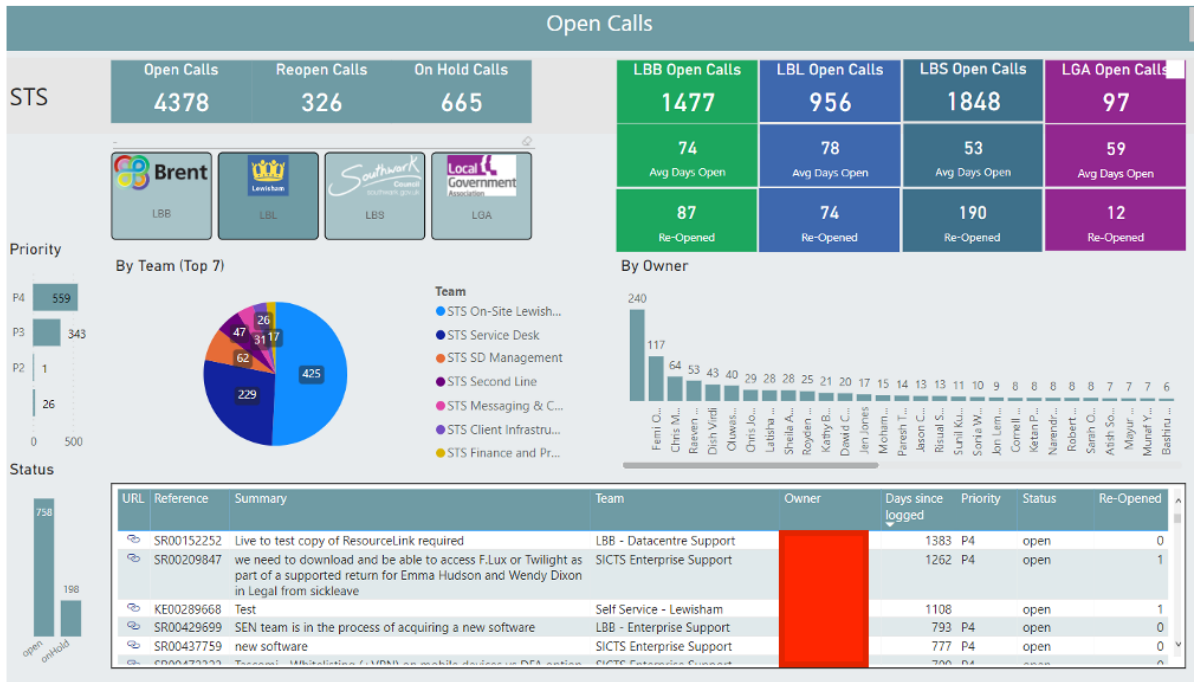 Open Calls
STS
Open Calls Reopen Calls On Hold Calls
4378 326 665
LBB Open Calls LBL Open Calls LBS Open Calls LGA Open Calls
1477 956 1848 97
74 78 53 59
Avg Days Open Avg Days Open Avg Days Open Avg Days Open
87 74 190 12
Re-Opened Re-Opened Re-Opened Re-Opened
Brent
LBB
Lewisham
LBL
Southwark
Council
southwark.gov.uk
LBS
Local
Government
Association
LGA
Priority
P4 559
P3 343
P2 1
26
0 500
By Team (Top 7)
425
229
62
47
31
26
17
Team
STS On-Site Lewish...
STS Service Desk
STS SD Management
STS Second Line
STS Messaging & C...
STS Client Infrastru...
STS Finance and Pr...
By Owner
240 117 64 53 43 40 29 28 28 25 21 20 17 15 14 13 13 11 10 9 8 8 8 8 8 7 7 7 6
Femi O...
Chris M...
Raeven ...
Dish Virdi
Oluwas...
Chris Jo...
Latisha ...
Sheila A...
Royden ...
Kathy B...
Dawid C...
Jen Jones
Moham...
Paresh T...
Jason C...
Risual S...
Sunil Ku...
Sonia W...
Jon Lem...
Cornell ...
Ketan P...
Narendr...
Robert ...
Sarah O...
Atish So...
Mayur ...
Munaf Y...
Bashiru ...
Status
758
198
open
onHold
URL Reference Summary Team Owner Days since Priority Status Re-Opened
logged
SR00152252 Live to test copy of ResourceLink required LBB - Datacentre Support 1383 P4 open 0
SR00209847 we need to download and be able to access F.Lux or Twilight as SICTS Enterprise Support 1262 P4 open 1
part of a supported return for Emma Hudson and Wendy Dixon
in Legal from sickleave
KE00289668 Test Self Service - Lewisham 1108 open 1
SR00429699 SEN team is in the process of acquiring a new software LBB - Enterprise Support 793 P4 open 0
SR00437759 new software SICTS Enterprise Support 777 P4 open 0